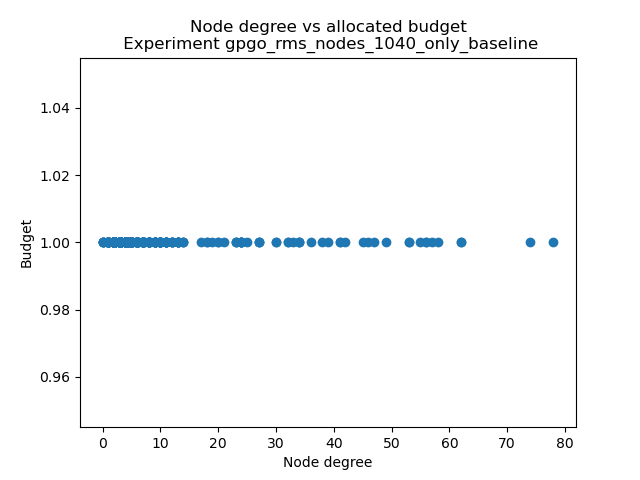 Node degree vs allocated budget
Experiment gpgo_rms_nodes_1040_only_baseline
1.04
1.02
1.00
0.98
0.96
Budget
0 10 20 30 40 50 60 70 80
Node degree